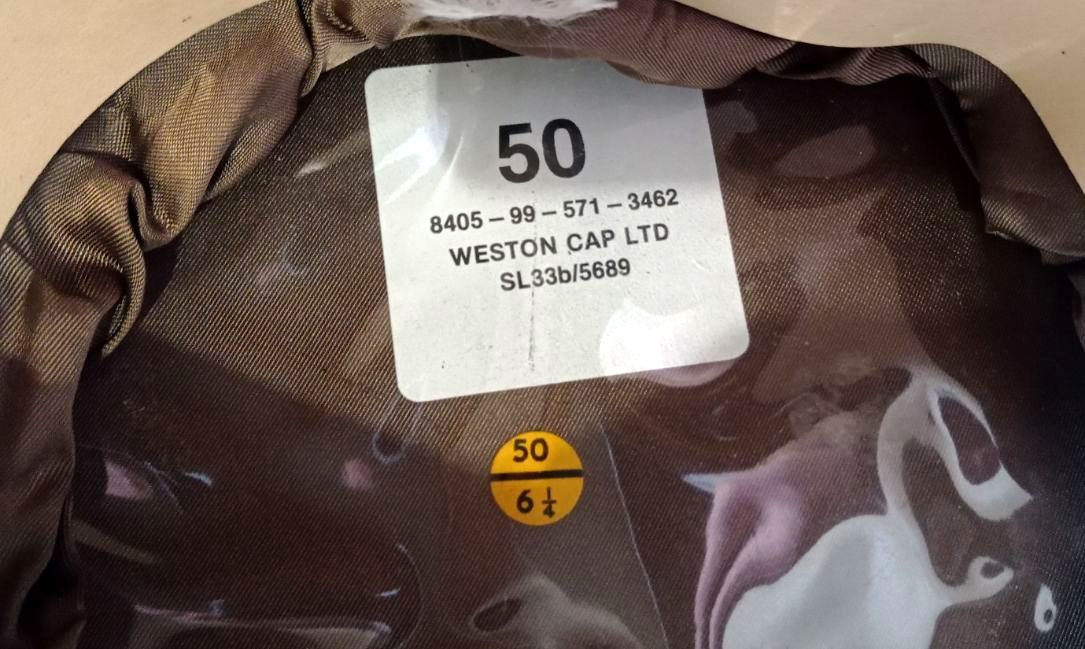 50
8405 – 99 – 571 – 3462
WESTON CAP LTD
SL33b/5689
50
6 1/4